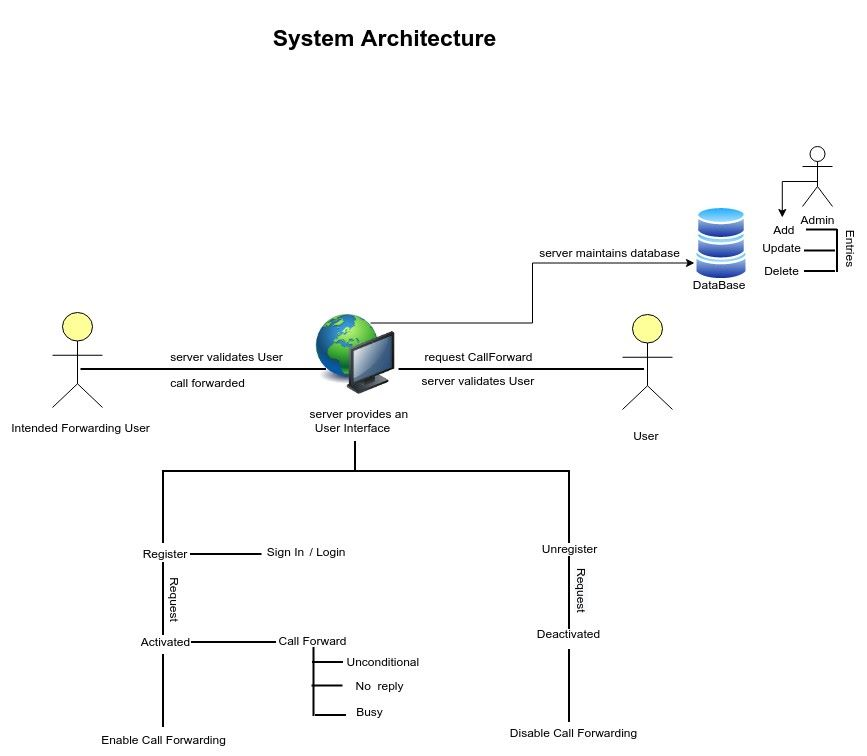 System Architecture
Admin
Add
Update
Delete
Entries
server maintains database
DataBase
server validates User
call forwarded
request CallForward
server validates User
Intended Forwarding User
server provides an
User Interface
User
Register
Sign In / Login
Unregister
Request
Request
Activated
Call Forward
Deactivated
Unconditional
No reply
Busy
Enable Call Forwarding
Disable Call Forwarding